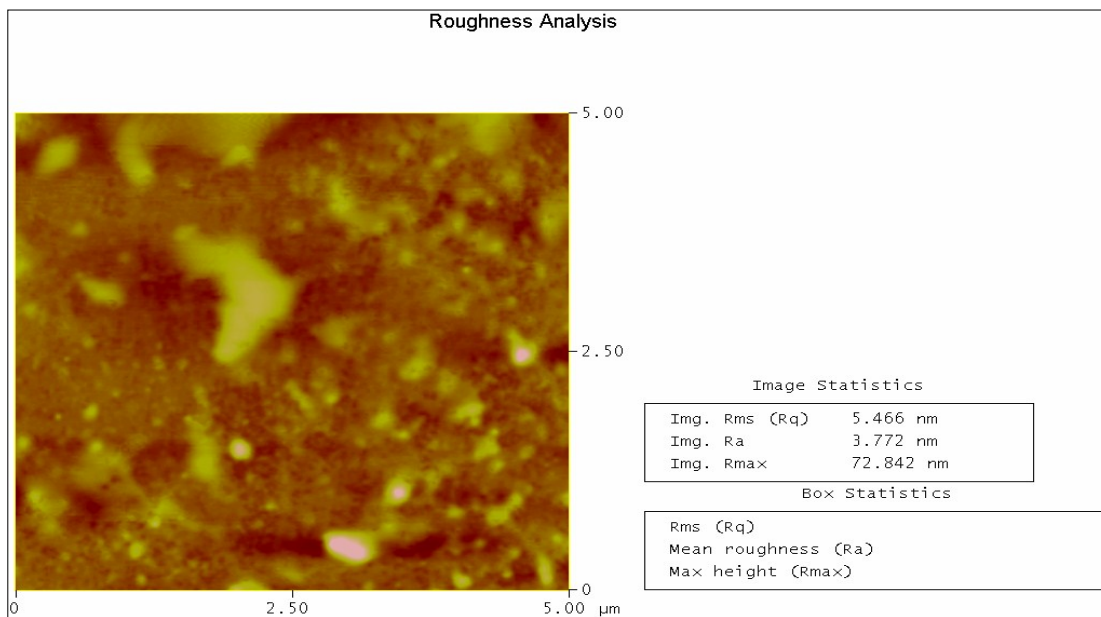 Roughness Analysis
5.00
2.50
0
0 2.50 5.00 µm
Image Statistics
Img. Rms (Rq) 5.466 nm
Img. Ra 3.772 nm
Img. Rmax 72.842 nm
Box Statistics
Rms (Rq)
Mean roughness (Ra)
Max height (Rmax)